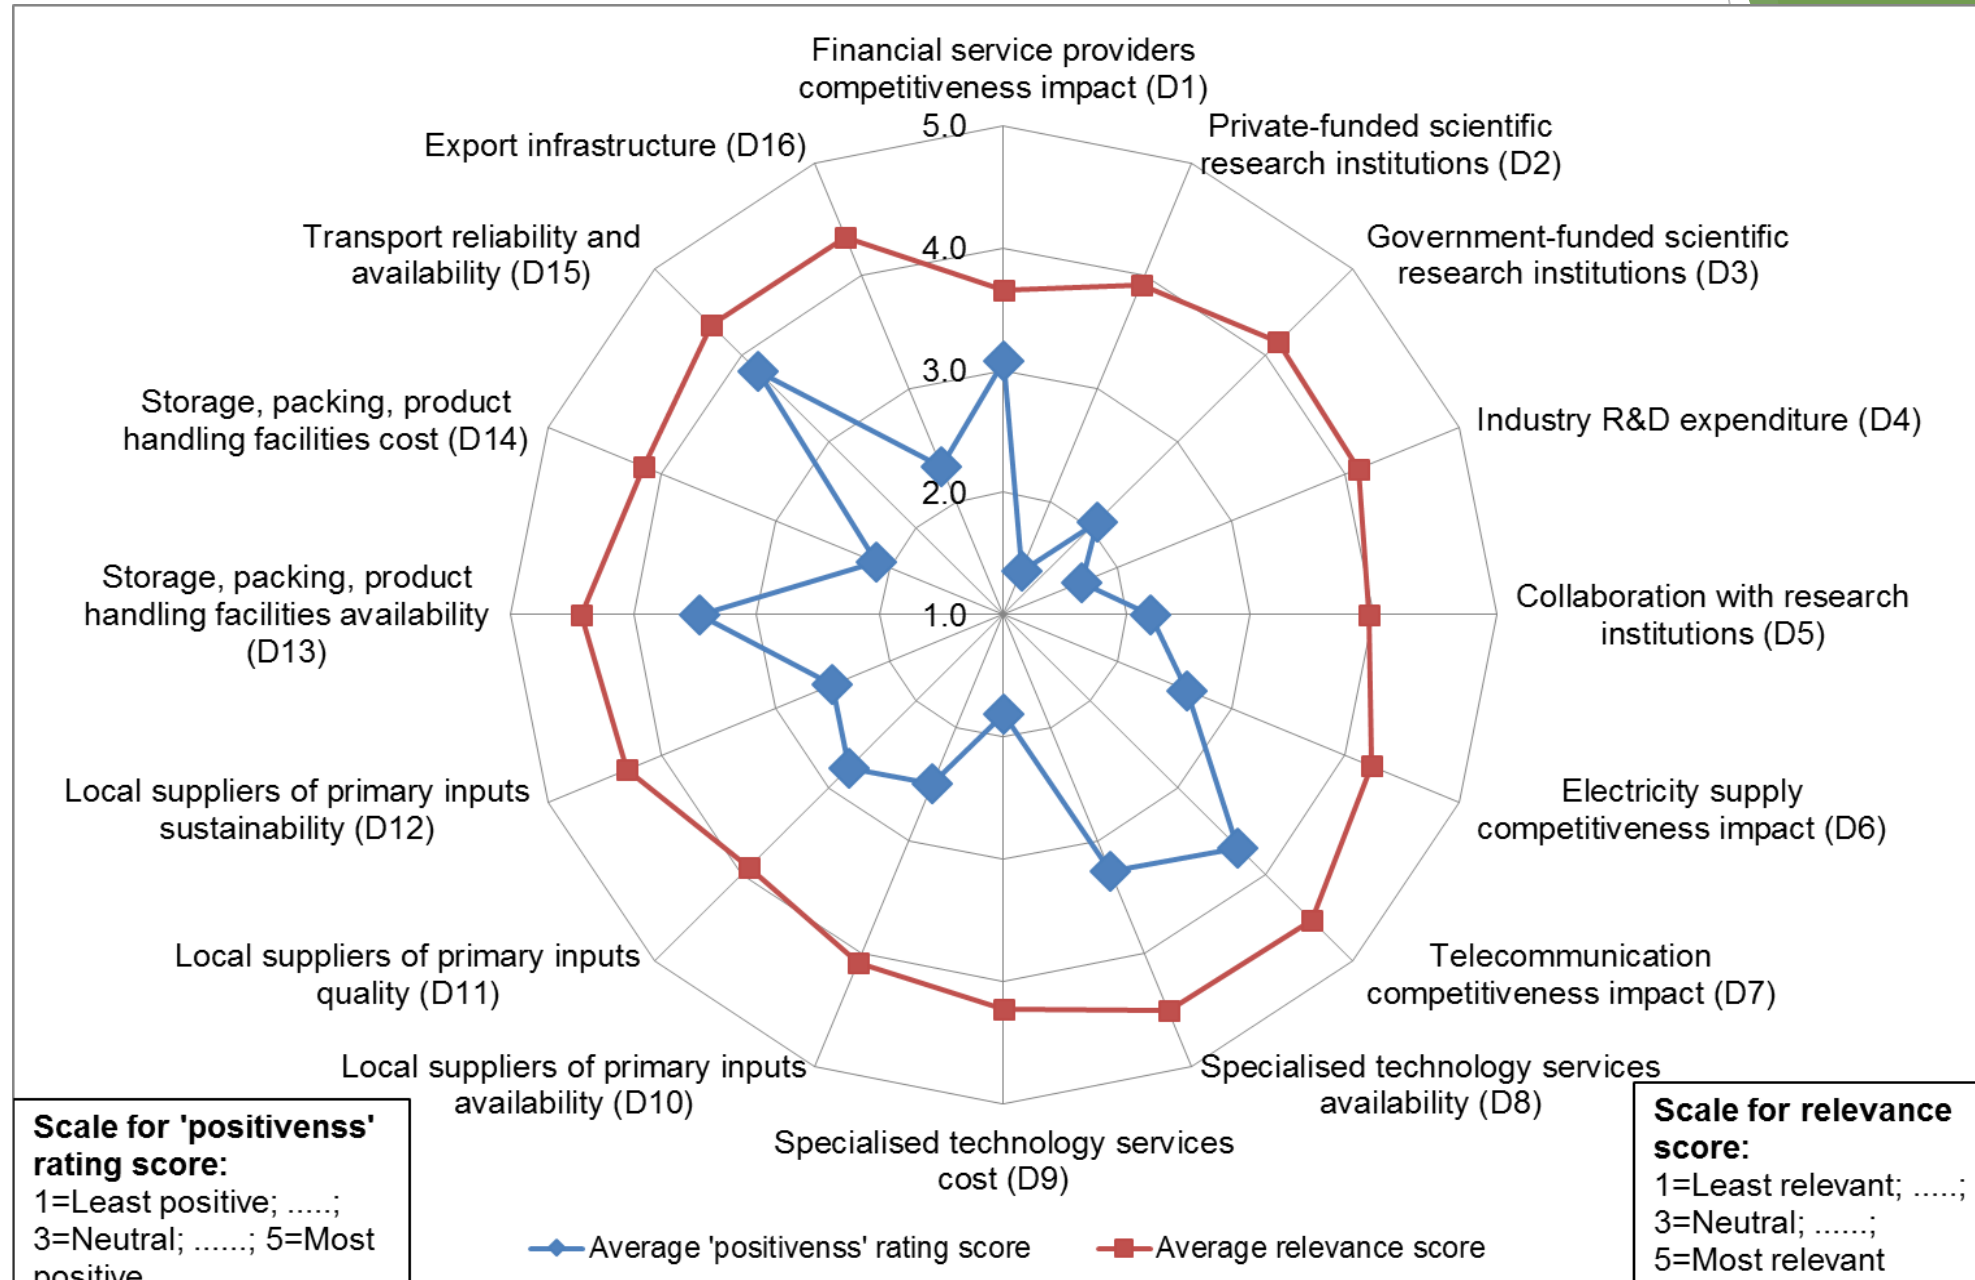 Financial service providers
competitiveness impact (D1)
Private-funded scientific
research institutions (D2)
Government-funded scientific
research institutions (D3)
Industry R&D expenditure (D4)
Collaboration with research
institutions (D5)
Electricity supply
competitiveness impact (D6)
Telecommunication
competitiveness impact (D7)
Specialised technology services
availability (D8)
Specialised technology services
cost (D9)
Local suppliers of primary inputs
availability (D10)
Local suppliers of primary inputs
quality (D11)
Local suppliers of primary inputs
sustainability (D12)
Storage, packing, product
handling facilities availability
(D13)
Storage, packing, product
handling facilities cost (D14)
Transport reliability and
availability (D15)
Export infrastructure (D16)
5.0
4.0
3.0
2.0
1.0
Scale for 'positivenss'
rating score:
1=Least positive; .....;
3=Neutral; ......; 5=Most
positive
Average 'positivenss' rating score
Average relevance score
Scale for relevance
score:
1=Least relevant; .....;
3=Neutral; ......;
5=Most relevant